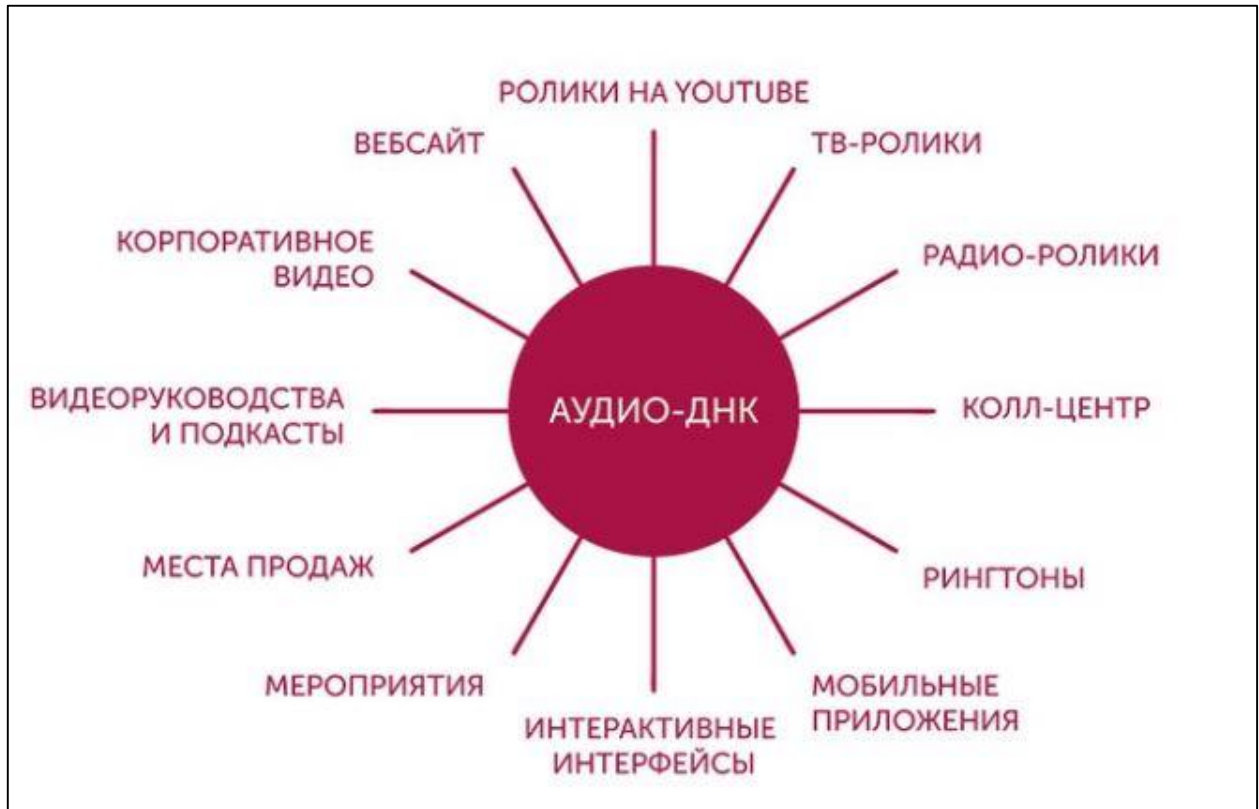 РОЛИКИ НА YOUTUBE
ВЕБСАЙТ
ТВ-РОЛИКИ
КОРПОРАТИВНОЕ
ВИДЕО
РАДИО-РОЛИКИ
ВИДЕОРУКОВОДСТВА
И ПОДКАСТЫ
АУДИО-ДНК
КОЛЛ-ЦЕНТР
МЕСТА ПРОДАЖ
РИНГТОНЫ
МЕРОПРИЯТИЯ
ИНТЕРАКТИВНЫЕ
ИНТЕРФЕЙСЫ
МОБИЛЬНЫЕ
ПРИЛОЖЕНИЯ